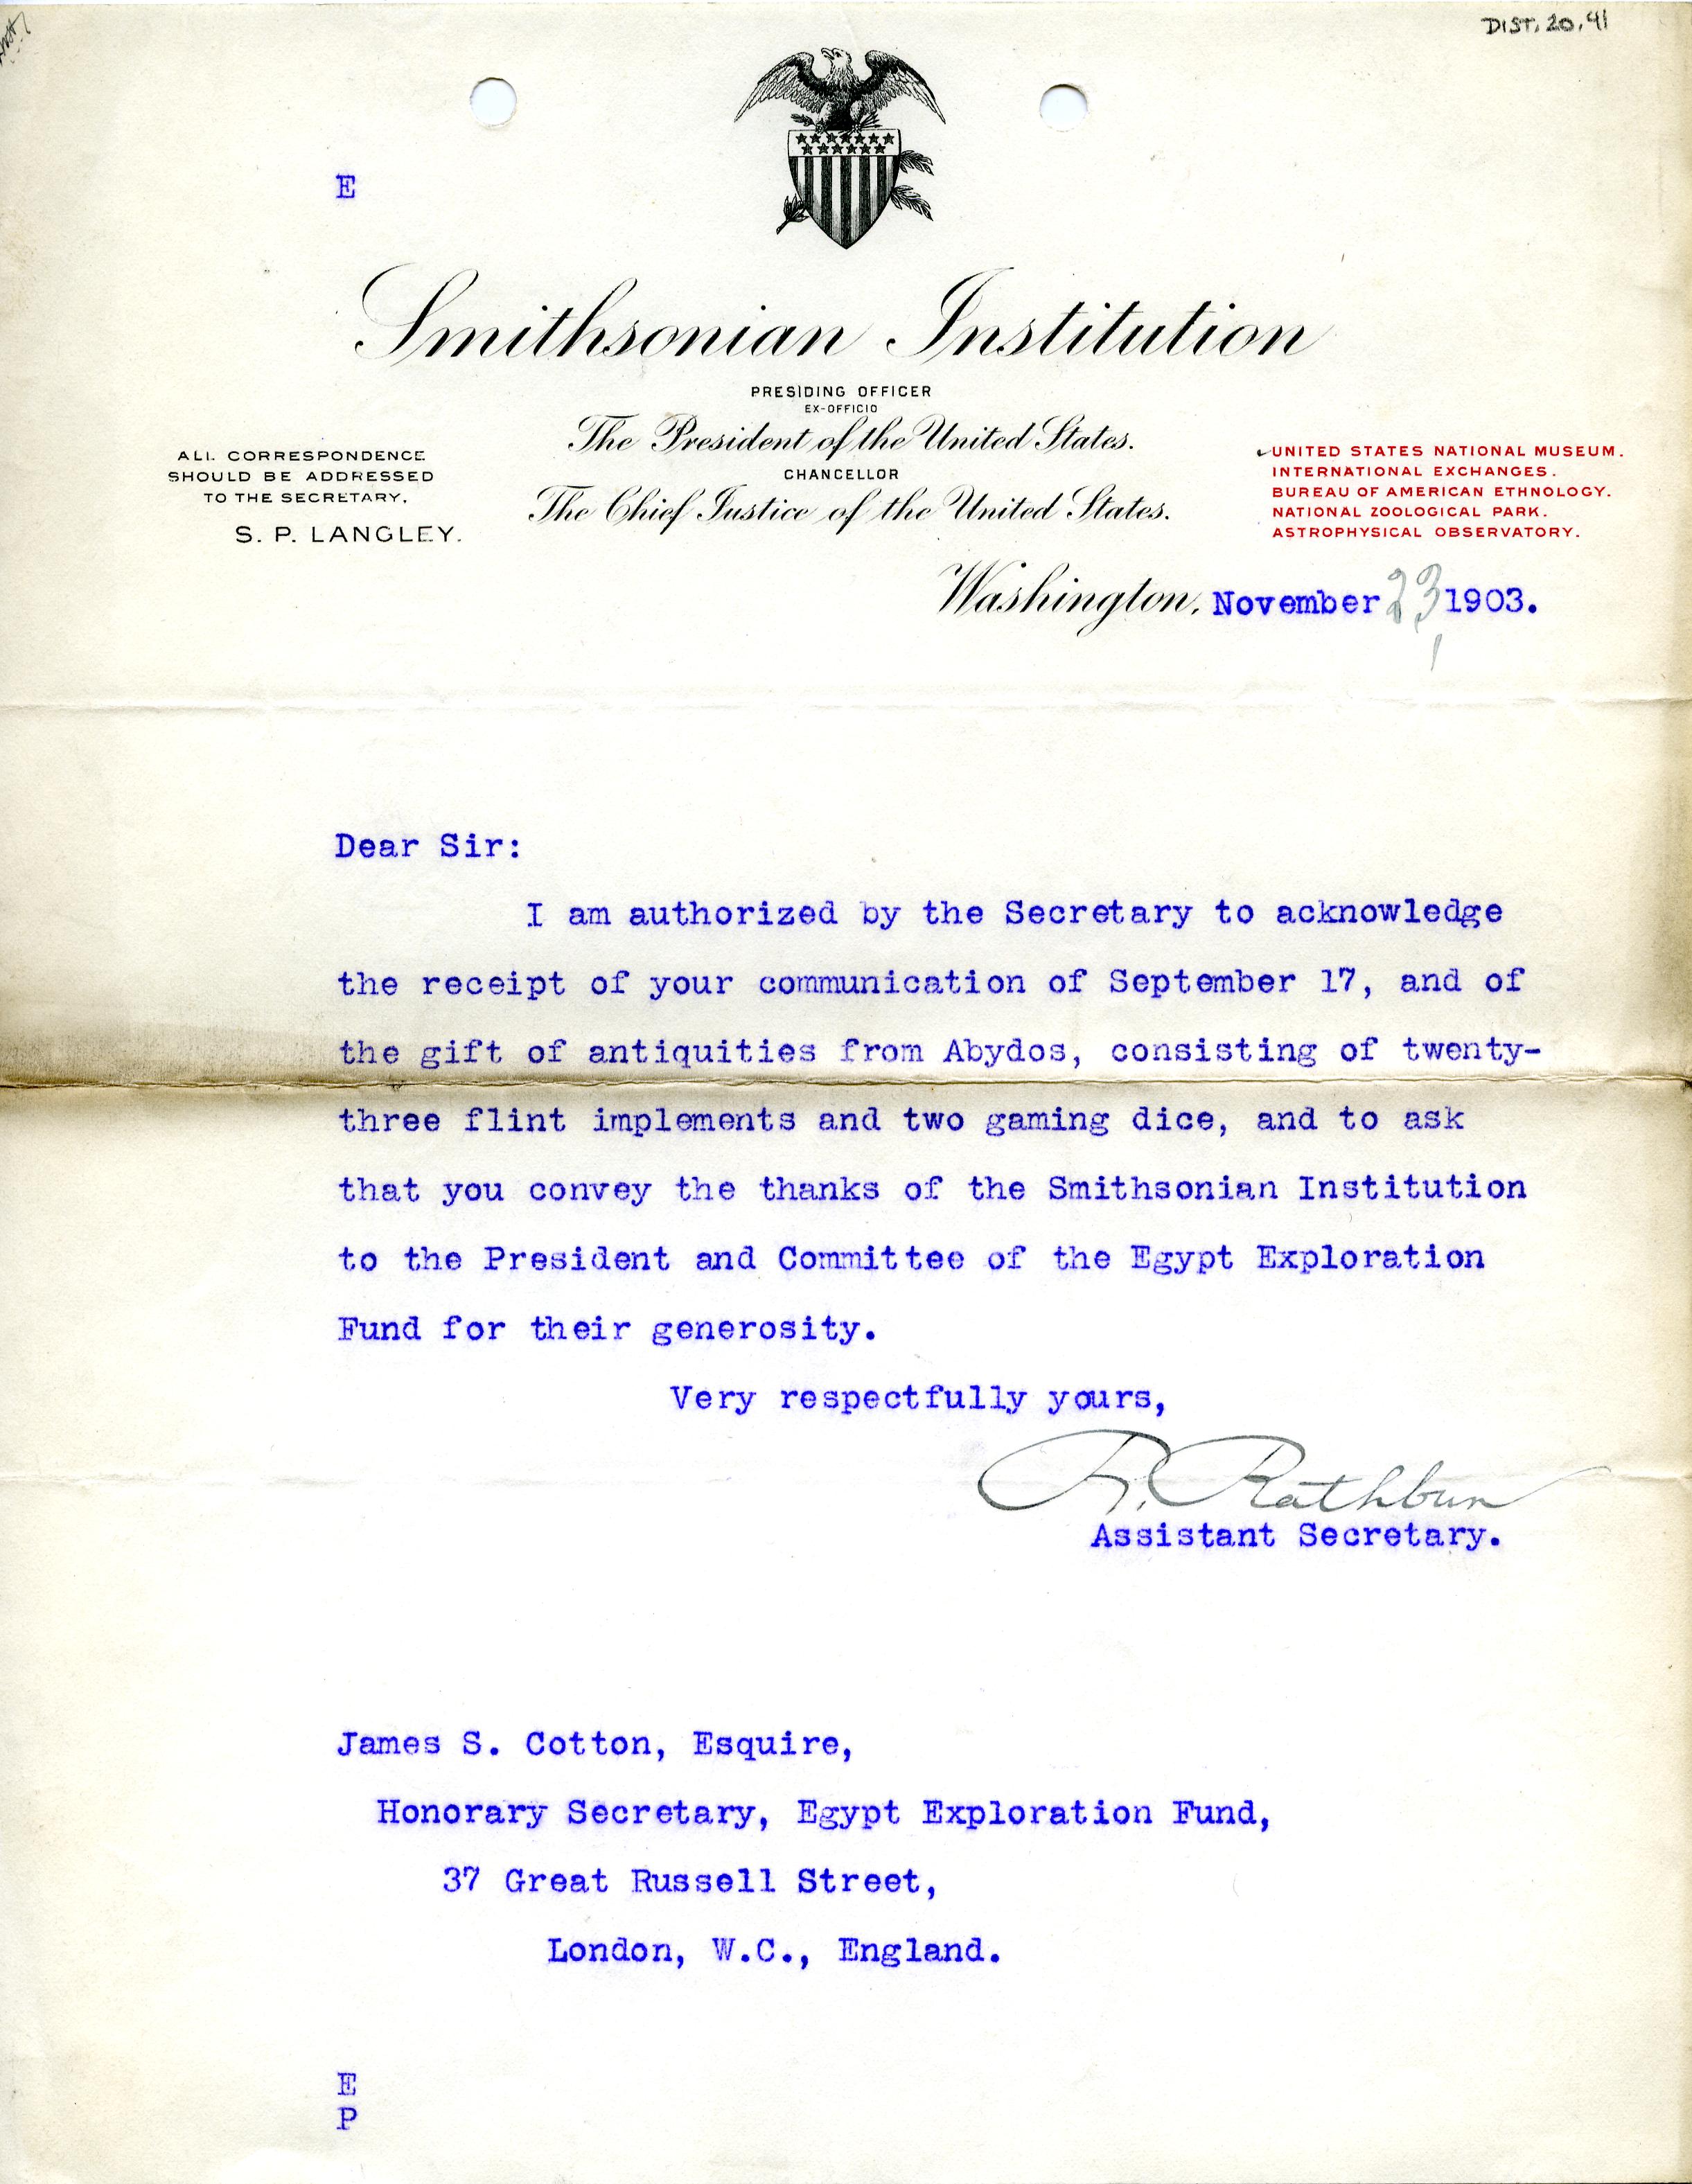 DIST. 20.41
E
Smithsonian Institution
PRESIDING OFFICER
EX-OFFICIO
The President of the United States.
CHANCELLOR
The Chief Justice of the United States.
ALL CORRESPONDENCE
SHOULD BE ADDRESSED
TO THE SECRETARY,
S. P. LANGLEY.
UNITED STATES NATIONAL MUSEUM.
INTERNATIONAL EXCHANGES.
BUREAU OF AMERICAN ETHNOLOGY.
NATIONAL ZOOLOGICAL PARK.
ASTROPHYSICAL OBSERVATORY.
Washington, November 23, 1903.
Dear Sir:
I am authorized by the Secretary to acknowledge
the receipt of your communication of September 17, and of
the gift of antiquities from Abydos, consisting of twenty-
three flint implements and two gaming dice, and to ask
that you convey the thanks of the Smithsonian Institution
to the President and Committee of the Egypt Exploration
Fund for their generosity.
Very respectfully yours,
R. Rathbun
Assistant Secretary.
James S. Cotton, Esquire,
Honorary Secretary, Egypt Exploration Fund,
37 Great Russell Street,
London, W.C., England.
E
P